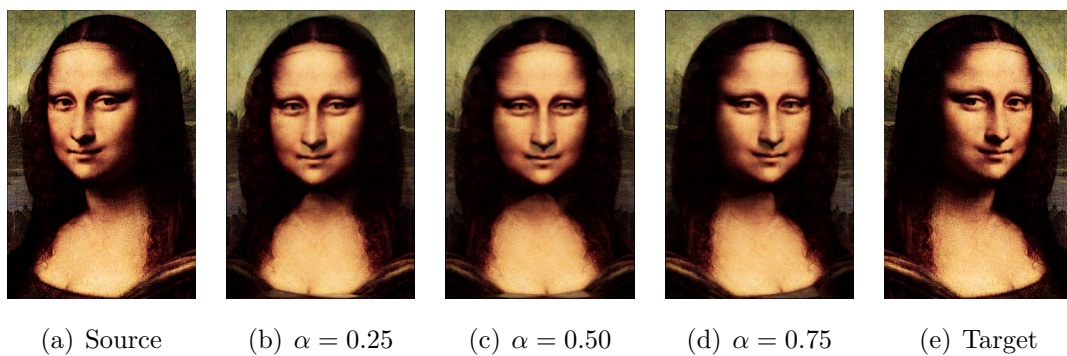 (a) Source (b) α = 0.25 (c) α = 0.50 (d) α = 0.75 (e) Target